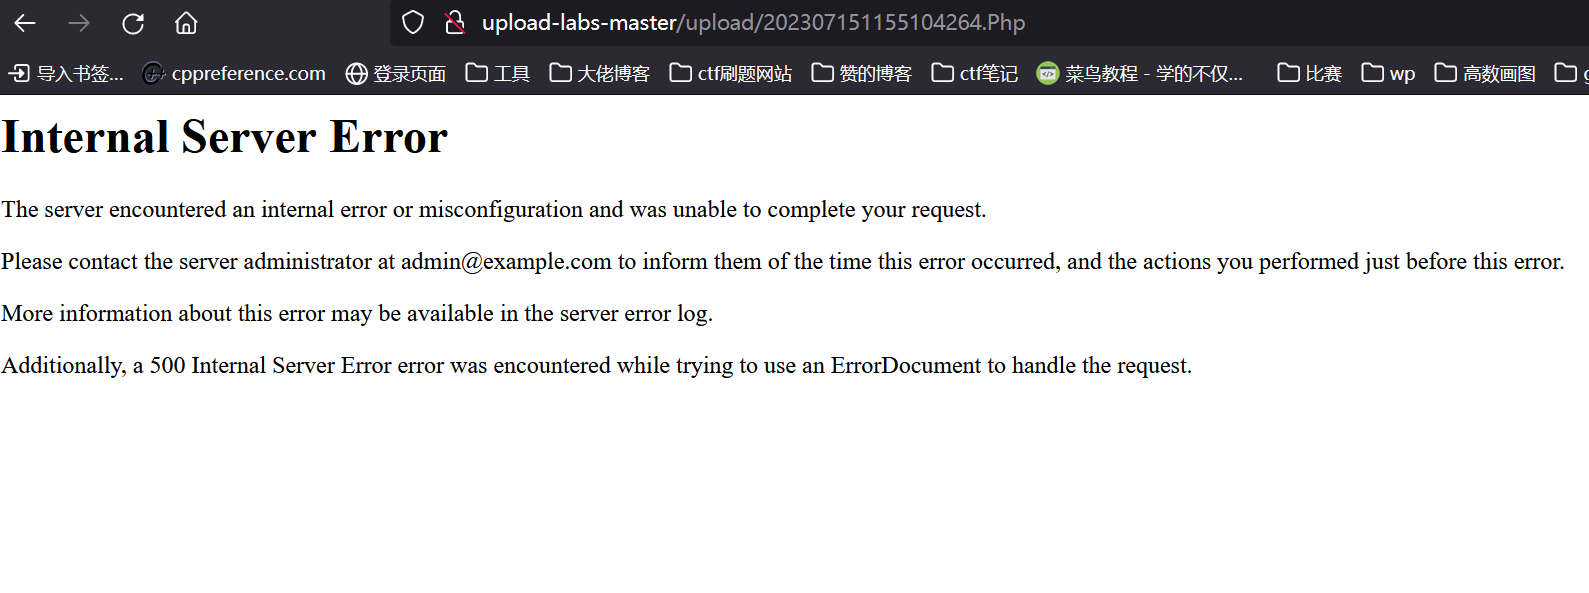 upload-labs-master/upload/202307151155104264.Php
导入书签... cppreference.com 登录页面 工具 大佬博客 ctf刷题网站 赞的博客 ctf笔记 菜鸟教程 - 学的不仅... 比赛 wp 高数画图
Internal Server Error
The server encountered an internal error or misconfiguration and was unable to complete your request.
Please contact the server administrator at admin@example.com to inform them of the time this error occurred, and the actions you performed just before this error.
More information about this error may be available in the server error log.
Additionally, a 500 Internal Server Error error was encountered while trying to use an ErrorDocument to handle the request.